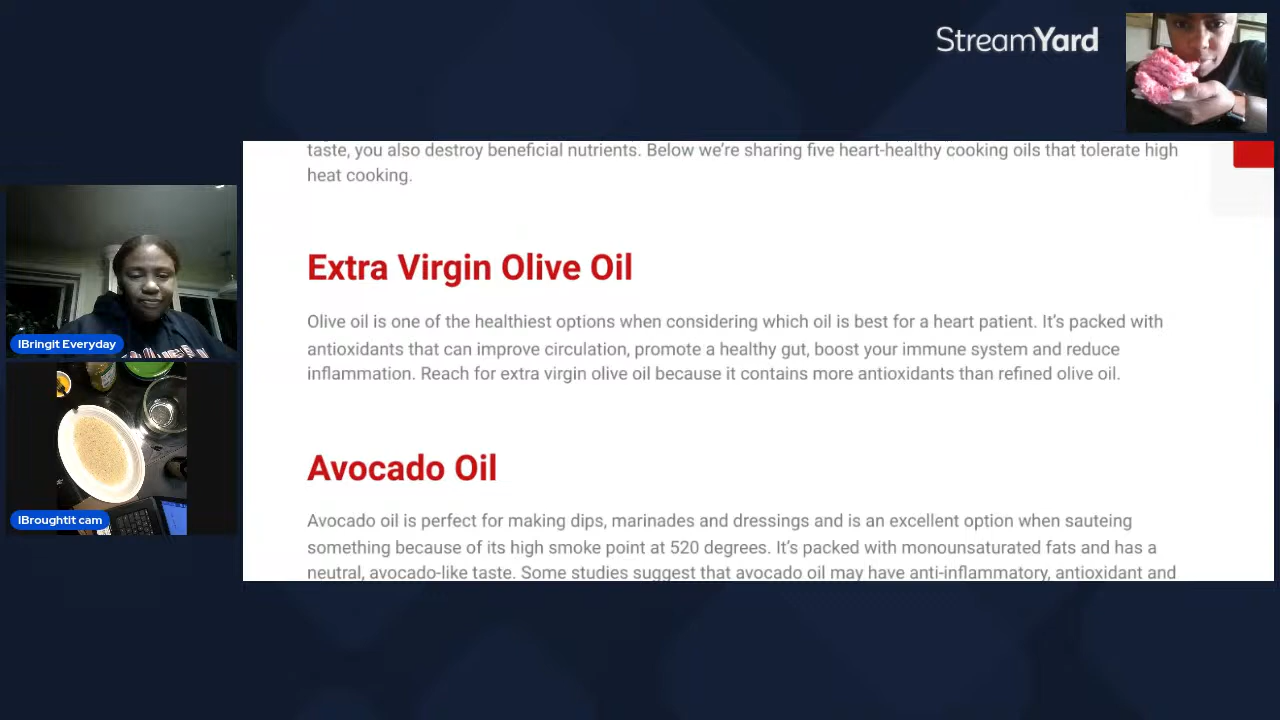 StreamYard
taste, you also destroy beneficial nutrients. Below we’re sharing five heart-healthy cooking oils that tolerate high
heat cooking.
Extra Virgin Olive Oil
Olive oil is one of the healthiest options when considering which oil is best for a heart patient. It’s packed with
antioxidants that can improve circulation, promote a healthy gut, boost your immune system and reduce
inflammation. Reach for extra virgin olive oil because it contains more antioxidants than refined olive oil.
Avocado Oil
Avocado oil is perfect for making dips, marinades and dressings and is an excellent option when sauteing
something because of its high smoke point at 520 degrees. It’s packed with monounsaturated fats and has a
neutral, avocado-like taste. Some studies suggest that avocado oil may have anti-inflammatory, antioxidant and
IBringit Everyday
IBroughtit cam